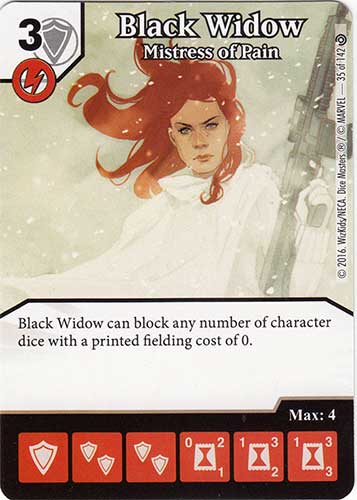 3
Black Widow
Mistress of Pain
© 2016. WizKids/NECA. Dice Masters ® / © MARVEL — 35 of 142
Black Widow can block any number of character
dice with a printed fielding cost of 0.
Max: 4
0 2 1 3 1 3
1 2 3